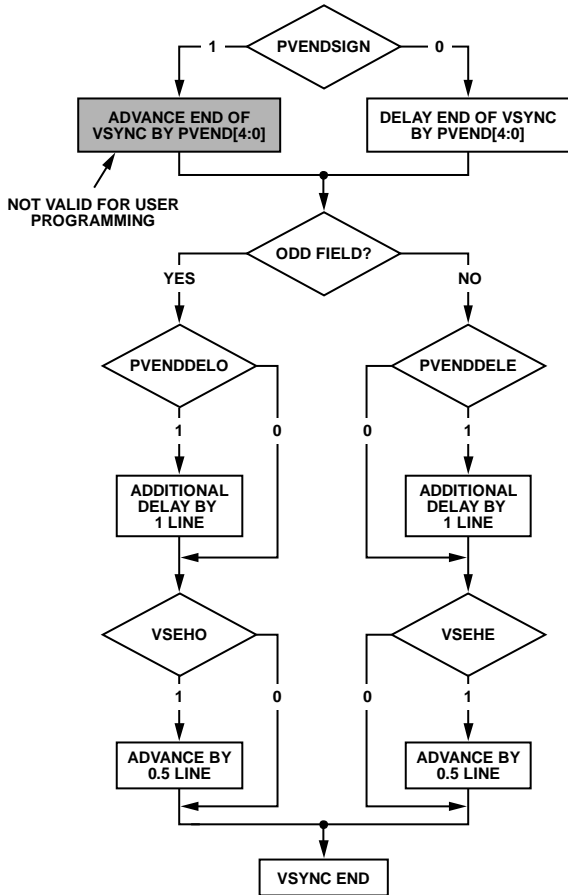 PVENDSIGN
1
0
ADVANCE END OF
VSYNC BY PVEND[4:0]
DELAY END OF VSYNC
BY PVEND[4:0]
NOT VALID FOR USER
PROGRAMMING
ODD FIELD?
YES
NO
PVENDDELO
PVENDDELE
1
0
0
1
ADDITIONAL
DELAY BY
1 LINE
ADDITIONAL
DELAY BY
1 LINE
VSEHO
VSEHE
1
0
0
1
ADVANCE BY
0.5 LINE
ADVANCE BY
0.5 LINE
VSYNC END